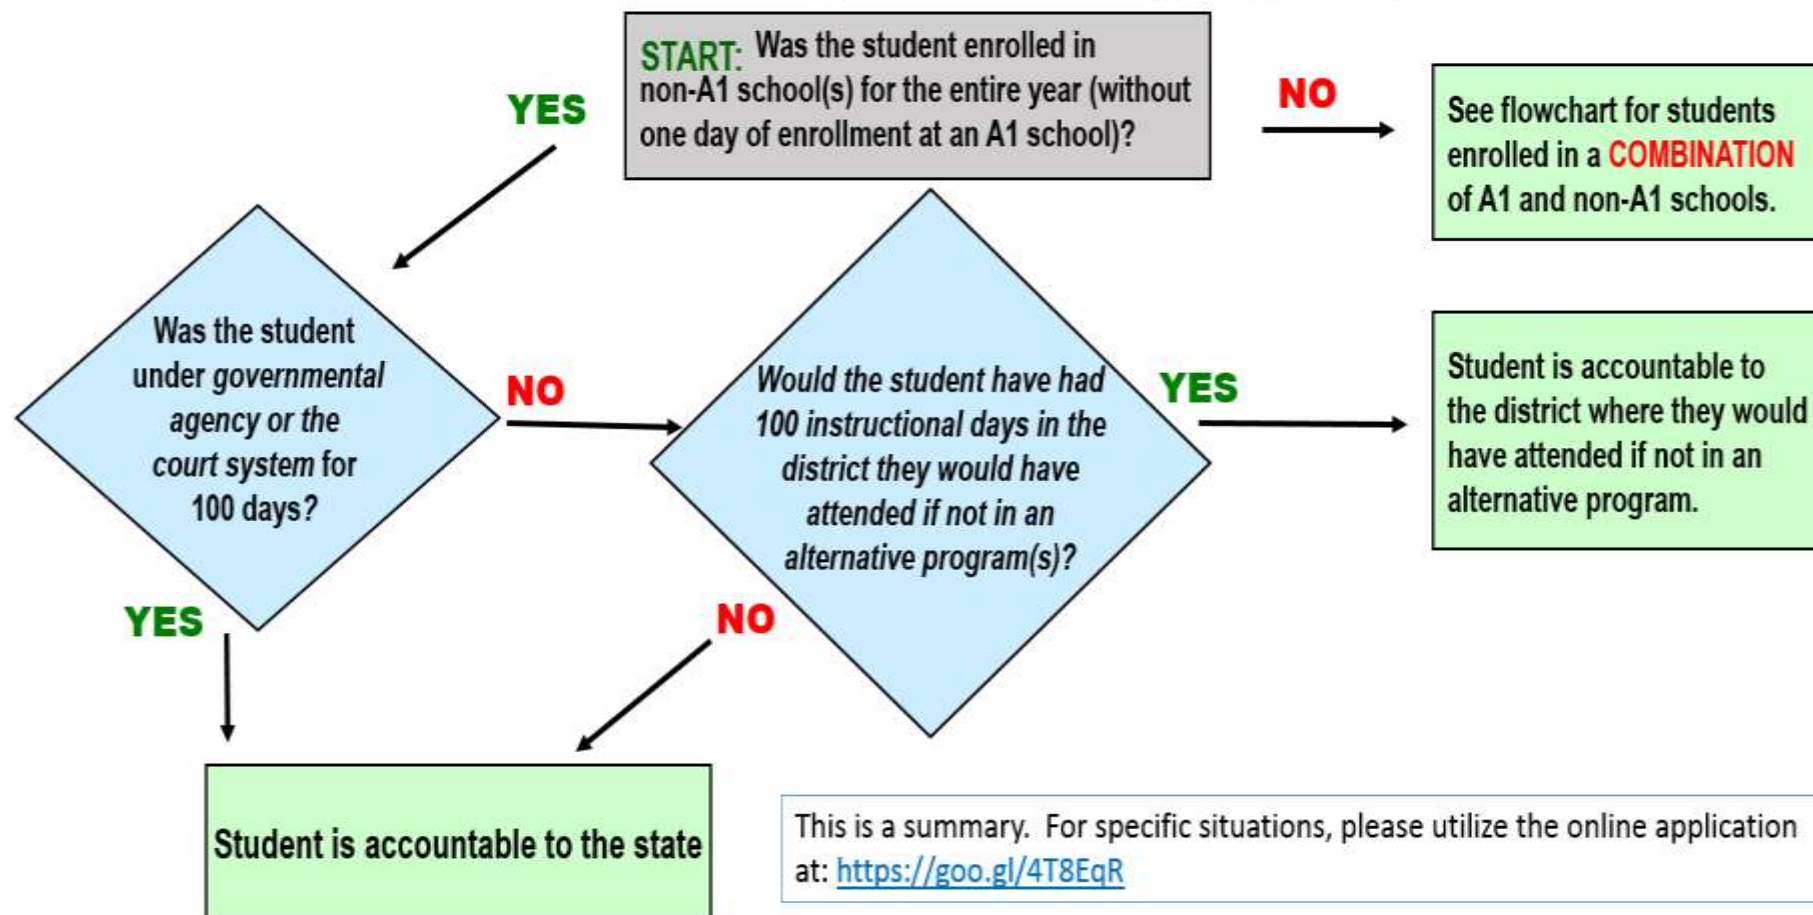 START: Was the student enrolled in
non-A1 school(s) for the entire year (without
one day of enrollment at an A1 school)?
YES
NO
See flowchart for students
enrolled in a COMBINATION
of A1 and non-A1 schools.
Was the student
under governmental
agency or the
court system for
100 days?
NO
Would the student have had
100 instructional days in the
district they would have
attended if not in an
alternative program(s)?
YES
Student is accountable to
the district where they would
have attended if not in an
alternative program.
YES
NO
Student is accountable to the state
This is a summary.  For specific situations, please utilize the online application
at: https://goo.gl/4T8EqR